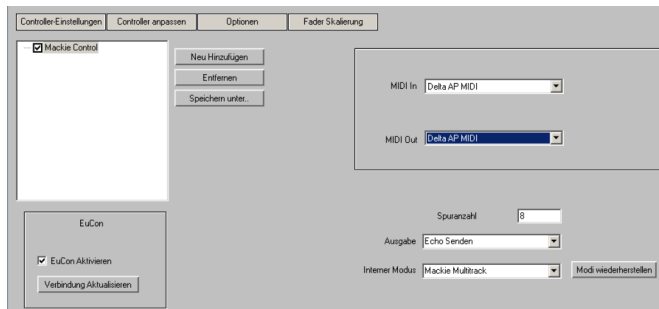 Controller-Einstellungen Controller anpassen Optionen Fader Skalierung
Mackie Control
Neu Hinzufügen
Entfernen
Speichern unter..
MIDI In Delta AP MIDI
MIDI Out Delta AP MIDI
EuCon
EuCon Aktivieren
Verbindung Aktualisieren
Spuranzahl 8
Ausgabe Echo Senden
Interner Modus Mackie Multitrack Modi wiederherstellen